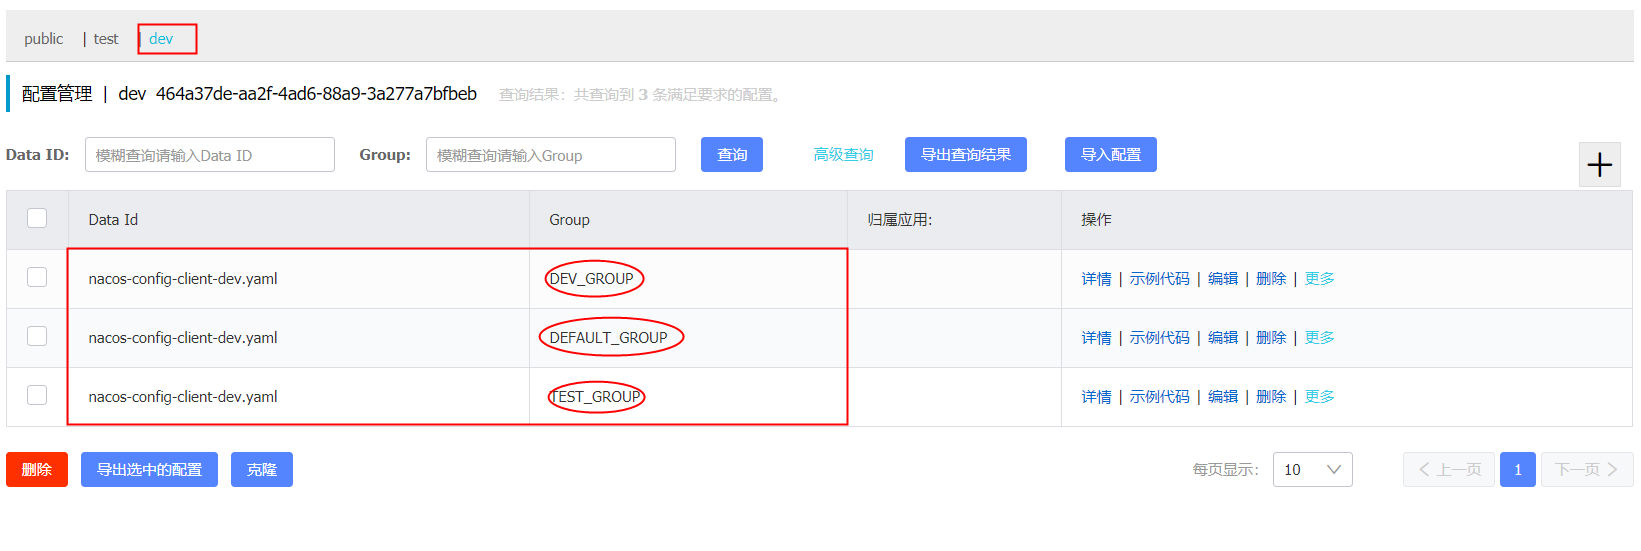 public | test | dev
配置管理 | dev 464a37de-aa2f-4ad6-88a9-3a277a7bfbeb 查询结果：共查询到 3 条满足要求的配置。
Data ID: 模糊查询请输入Data ID Group: 模糊查询请输入Group 查询 高级查询 导出查询结果 导入配置 +
Data Id Group 归属应用: 操作
nacos-config-client-dev.yaml DEV_GROUP 详情 | 示例代码 | 编辑 | 删除 | 更多
nacos-config-client-dev.yaml DEFAULT_GROUP 详情 | 示例代码 | 编辑 | 删除 | 更多
nacos-config-client-dev.yaml TEST_GROUP 详情 | 示例代码 | 编辑 | 删除 | 更多
删除 导出选中的配置 克隆 每页显示: 10 < 上一页 1 下一页 >